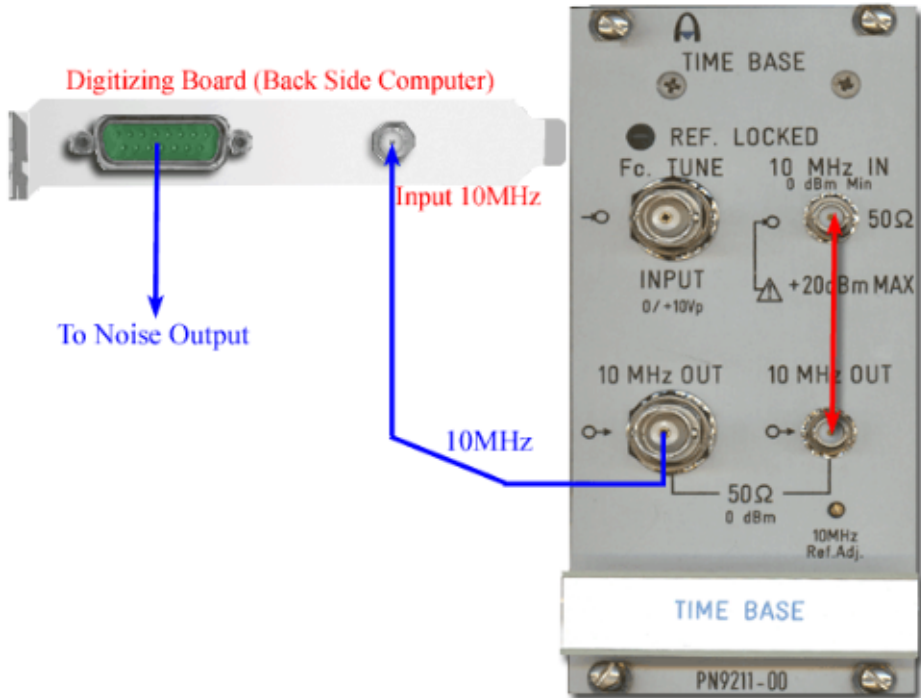 Digitizing Board (Back Side Computer)
Input 10MHz
To Noise Output
10MHz
TIME BASE
REF. LOCKED
Fc. TUNE
10 MHz IN
0 dBm Min
50Ω
INPUT
0/+10Vp
+20dBm MAX
10 MHz OUT
10 MHz OUT
50Ω
0 dBm
10MHz
Ref.Adj.
TIME BASE
PN9211-00